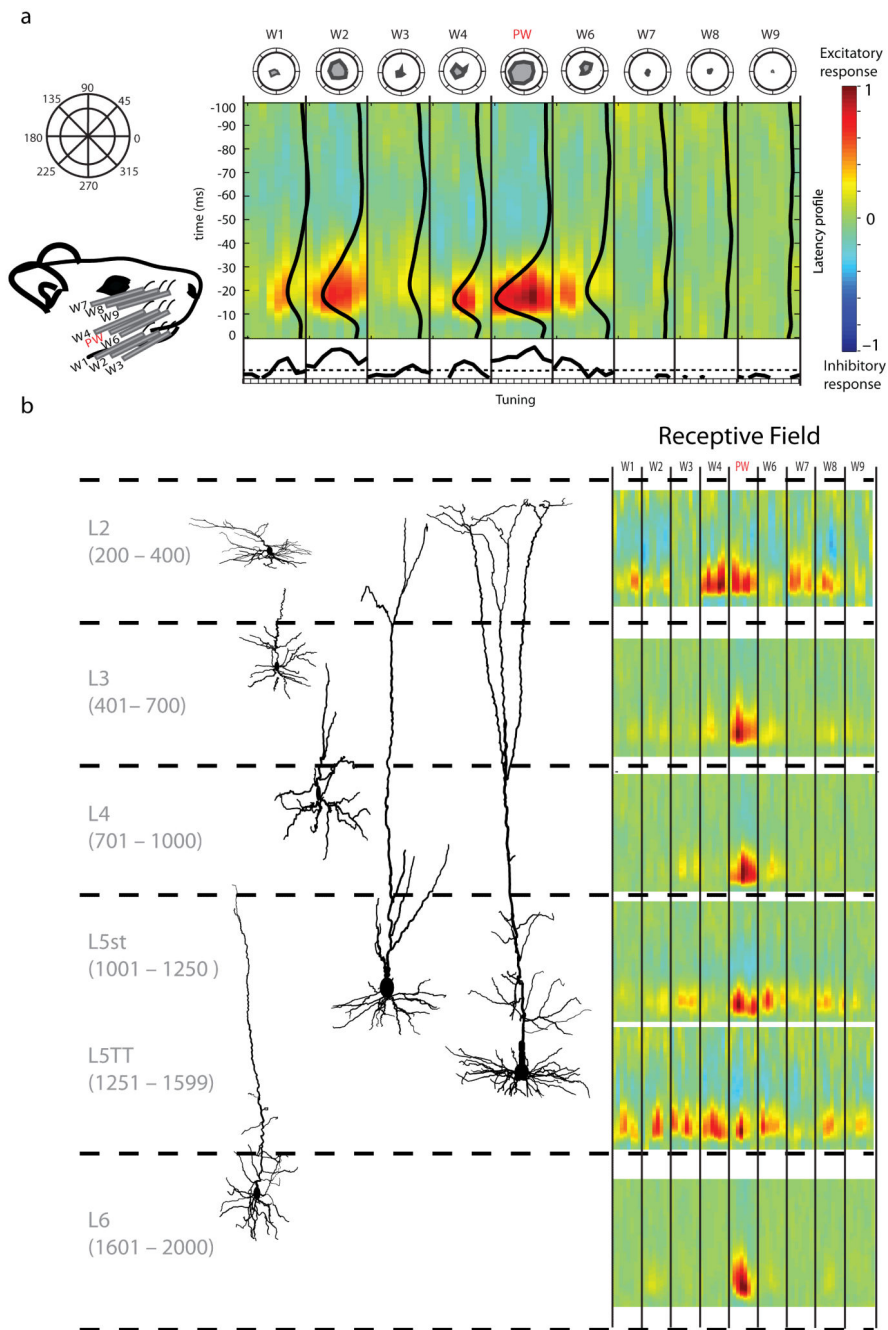 a
W1 W2 W3 W4 PW W6 W7 W8 W9
Excitatory
response
90
135 45
180 0
225 315
270
-100
-90
-80
-70
-60
-50
-40
-30
-20
-10
0
time (ms)
1
0
−1
Latency profile
Inhibitory
response
W7
W8
W9
W4
PW
W6
W1
W2
W3
Tuning
b
Receptive Field
W1 W2 W3 W4 PW W6 W7 W8 W9
L2
(200 – 400)
L3
(401– 700)
L4
(701 – 1000)
L5st
(1001 – 1250 )
L5TT
(1251 – 1599)
L6
(1601 – 2000)